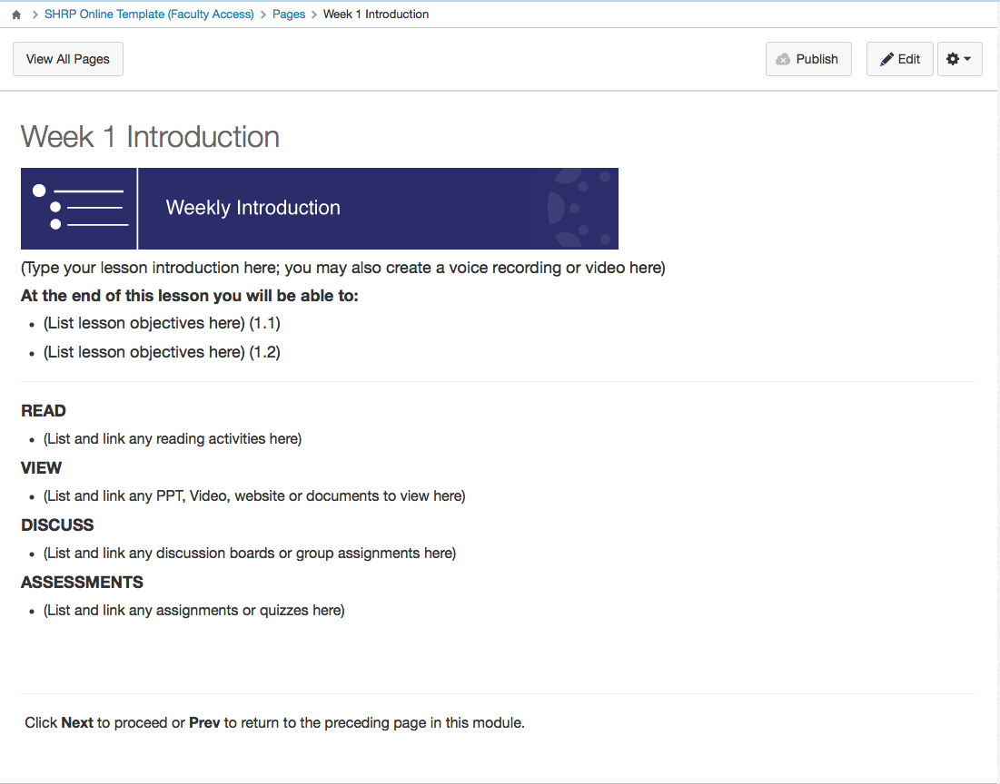 SHRP Online Template (Faculty Access) > Pages > Week 1 Introduction
View All Pages Publish Edit
Week 1 Introduction
Weekly Introduction
(Type your lesson introduction here; you may also create a voice recording or video here)
At the end of this lesson you will be able to:
• (List lesson objectives here) (1.1)
• (List lesson objectives here) (1.2)
READ
• (List and link any reading activities here)
VIEW
• (List and link any PPT, Video, website or documents to view here)
DISCUSS
• (List and link any discussion boards or group assignments here)
ASSESSMENTS
• (List and link any assignments or quizzes here)
Click Next to proceed or Prev to return to the preceding page in this module.